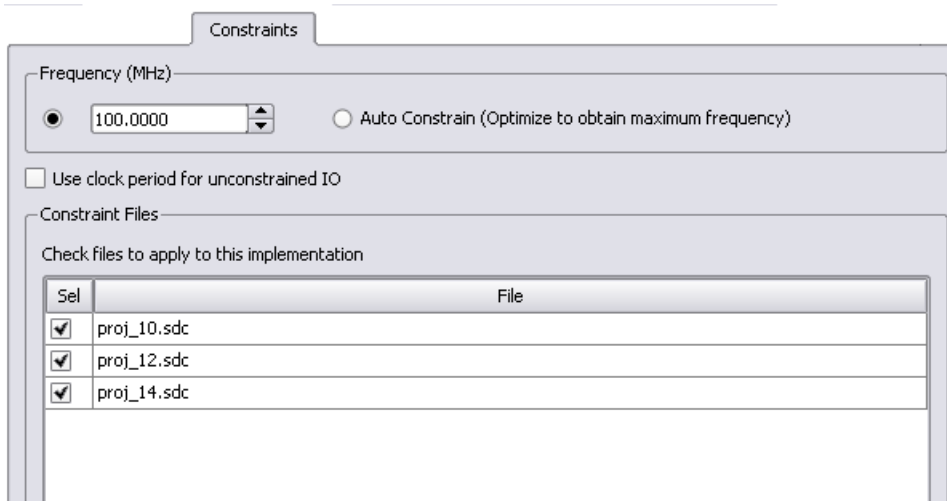 Constraints
Frequency (MHz)
100.0000
Auto Constrain (Optimize to obtain maximum frequency)
Use clock period for unconstrained IO
Constraint Files
Check files to apply to this implementation
Sel File
proj_10.sdc
proj_12.sdc
proj_14.sdc